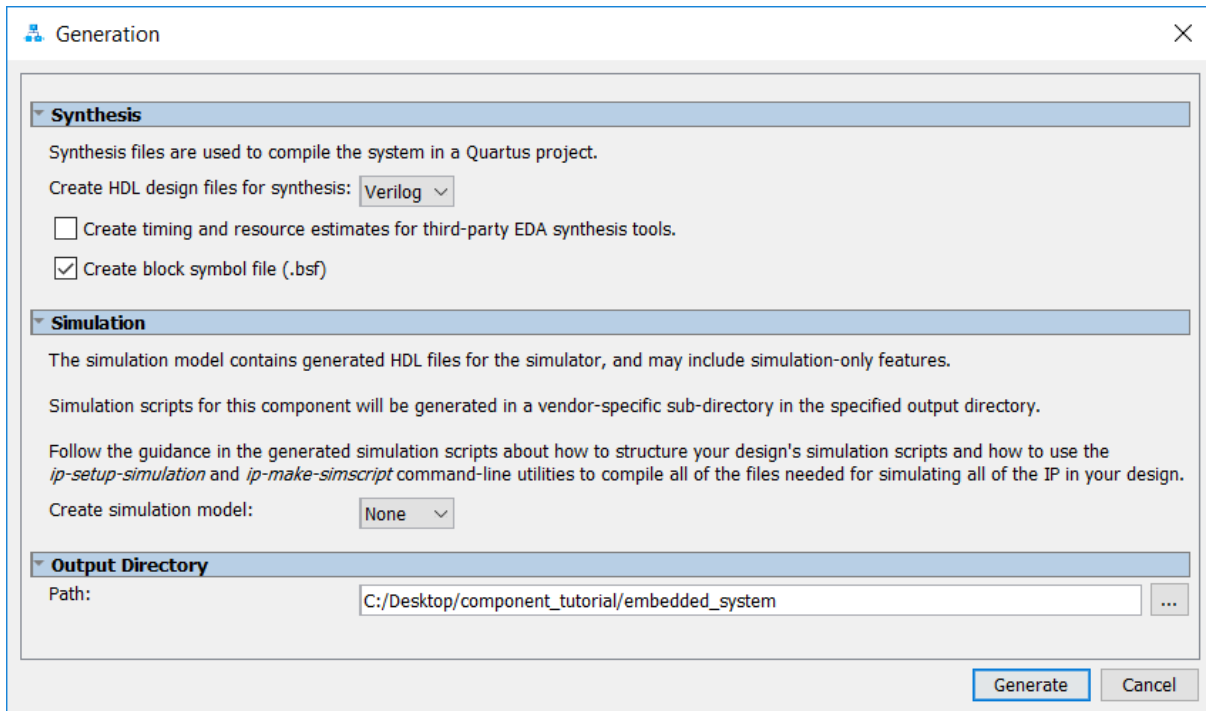 Generation
Synthesis
Synthesis files are used to compile the system in a Quartus project.
Create HDL design files for synthesis: Verilog
Create timing and resource estimates for third-party EDA synthesis tools.
Create block symbol file (.bsf)
Simulation
The simulation model contains generated HDL files for the simulator, and may include simulation-only features.
Simulation scripts for this component will be generated in a vendor-specific sub-directory in the specified output directory.
Follow the guidance in the generated simulation scripts about how to structure your design's simulation scripts and how to use the
ip-setup-simulation and ip-make-simscript command-line utilities to compile all of the files needed for simulating all of the IP in your design.
Create simulation model: None
Output Directory
Path: C:/Desktop/component_tutorial/embedded_system ...
Generate Cancel